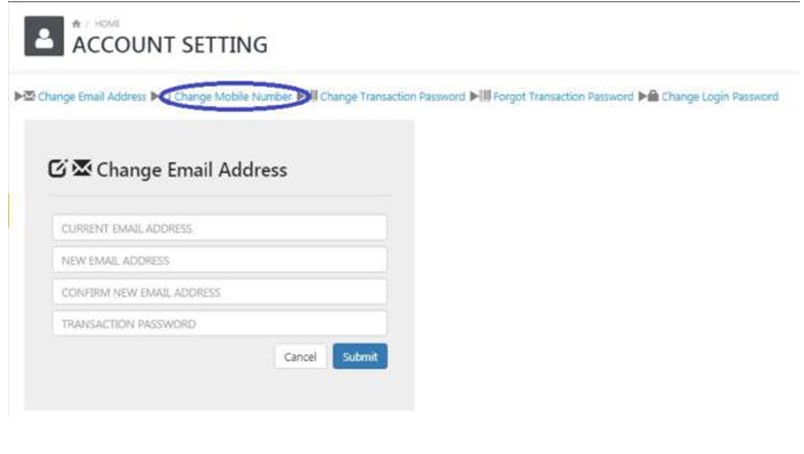 / HOME
ACCOUNT SETTING
Change Email Address Change Mobile Number Change Transaction Password Forgot Transaction Password Change Login Password
Change Email Address
CURRENT EMAIL ADDRESS
NEW EMAIL ADDRESS
CONFIRM NEW EMAIL ADDRESS
TRANSACTION PASSWORD
Cancel Submit